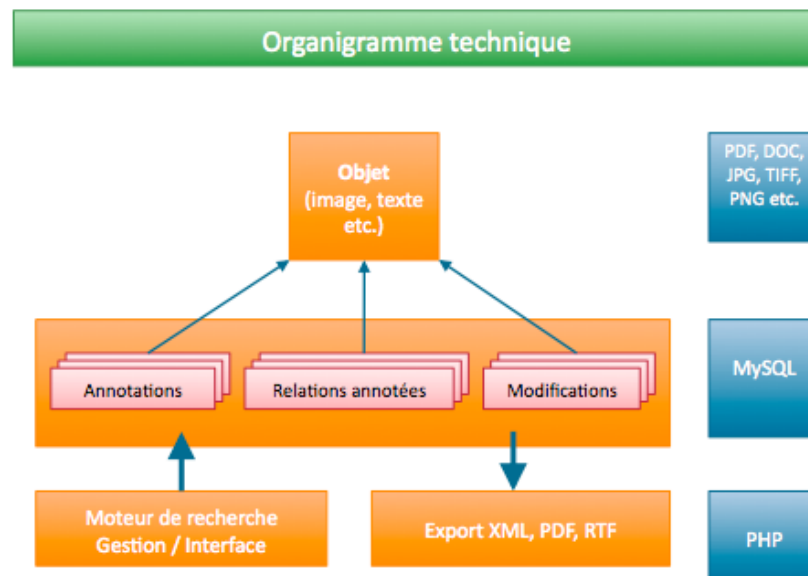 Organigramme technique
Objet
(image, texte
etc.)
PDF, DOC,
JPG, TIFF,
PNG etc.
Annotations
Relations annotées
Modifications
MySQL
Moteur de recherche
Gestion / Interface
Export XML, PDF, RTF
PHP